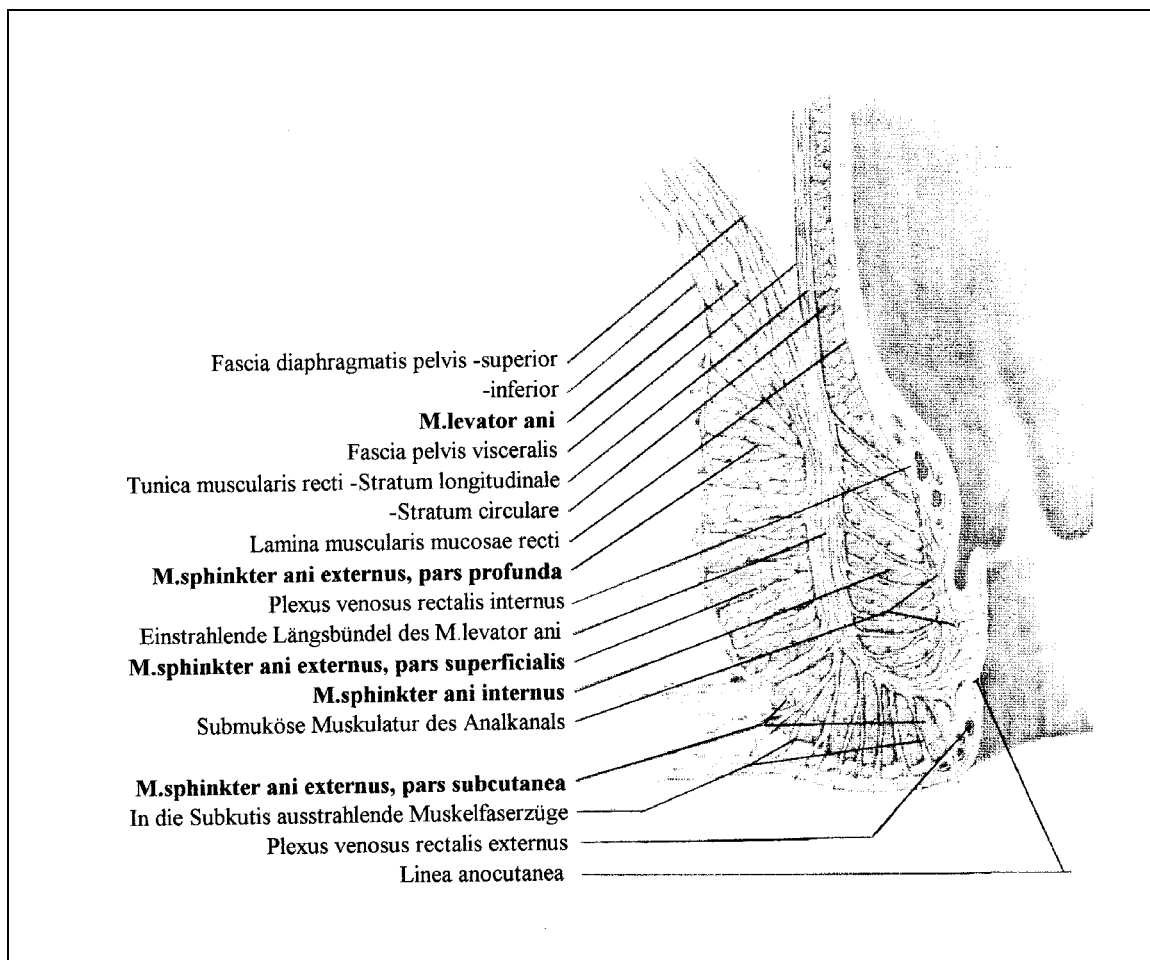 Fascia diaphragmatis pelvis -superior
-inferior
M.levator ani
Fascia pelvis visceralis
Tunica muscularis recti -Stratum longitudinale
-Stratum circulare
Lamina muscularis mucosae recti
M.sphinkter ani externus, pars profunda
Plexus venosus rectalis internus
Einstrahlende Längsbündel des M.levator ani
M.sphinkter ani externus, pars superficialis
M.sphinkter ani internus
Submuköse Muskulatur des Analkanals
M.sphinkter ani externus, pars subcutanea
In die Subkutis ausstrahlende Muskelfaserzüge
Plexus venosus rectalis externus
Linea anocutanea